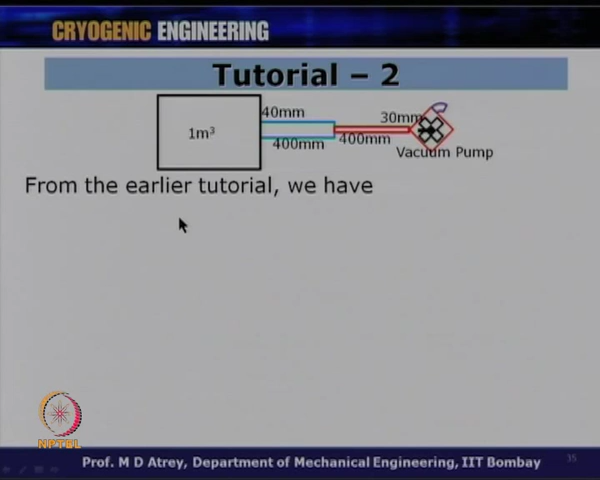 CRYOGENIC ENGINEERING
Tutorial – 2
40mm
30mm
1m³
400mm
400mm
Vacuum Pump
From the earlier tutorial, we have
NPTEL
Prof. M D Atrey, Department of Mechanical Engineering, IIT Bombay
35